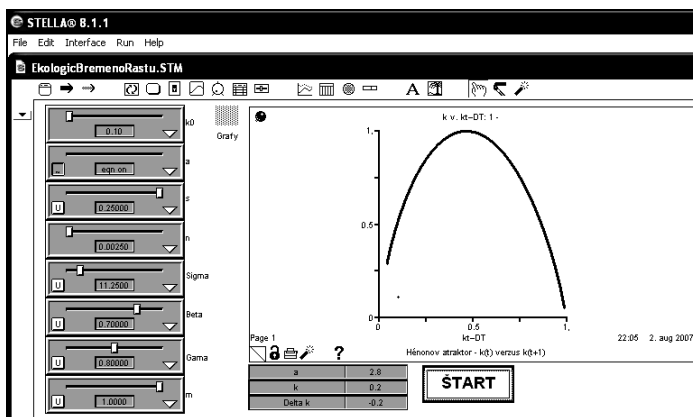 STELLA® 8.1.1
File Edit Interface Run Help
EkologicBremenoRastu.STM
A
k0
0.10
Grafy
a
eqn on
s
U 0.25000
n
0.00250
Sigma
U 11.2500
Beta
U 0.70000
Gama
U 0.80000
m
U 1.0000
k v. kt-DT: 1 -
1,
0.5
0
0 0.5 1,
Page 1 kt-DT 22:05 2. aug 2007
? Hénonov atraktor - k(t) verzus k(t+1)
a 2.8
k 0.2
Delta k -0.2
ŠTART